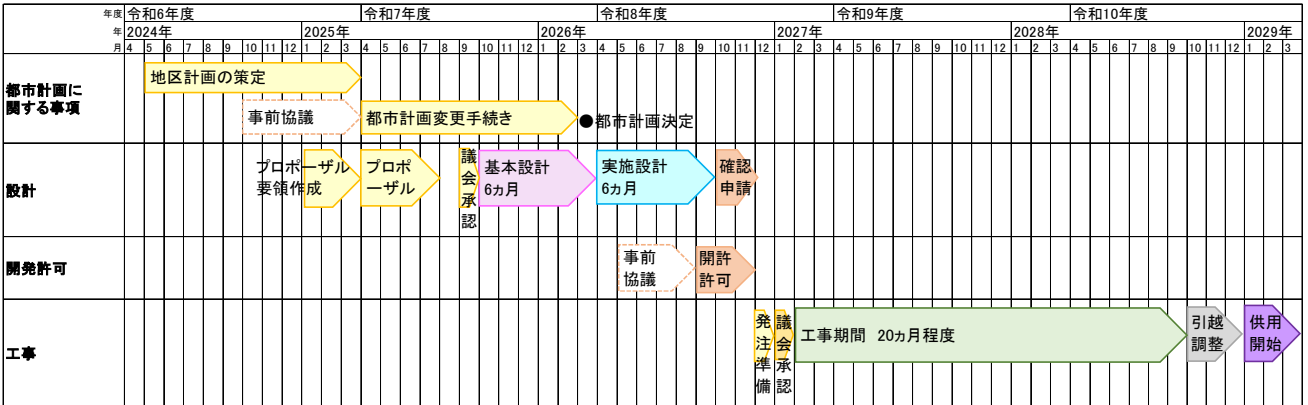 年度 令和6年度 令和7年度 令和8年度 令和9年度 令和10年度
年 2024年 2025年 2026年 2027年 2028年 2029年
月 4 5 6 7 8 9 10 11 12 1 2 3 4 5 6 7 8 9 10 11 12 1 2 3 4 5 6 7 8 9 10 11 12 1 2 3 4 5 6 7 8 9 10 11 12 1 2 3 4 5 6 7 8 9 10 11 12 1 2 3
都市計画に
関する事項
地区計画の策定
事前協議
都市計画変更手続き
●都市計画決定
設計
プロポーザル
要領作成
プロポ
ーザル
議会承認
基本設計
6ヵ月
実施設計
6ヵ月
確認
申請
開発許可
事前
協議
開許
許可
工事
発注準備
議会承認
工事期間 20ヵ月程度
引越
調整
供用
開始